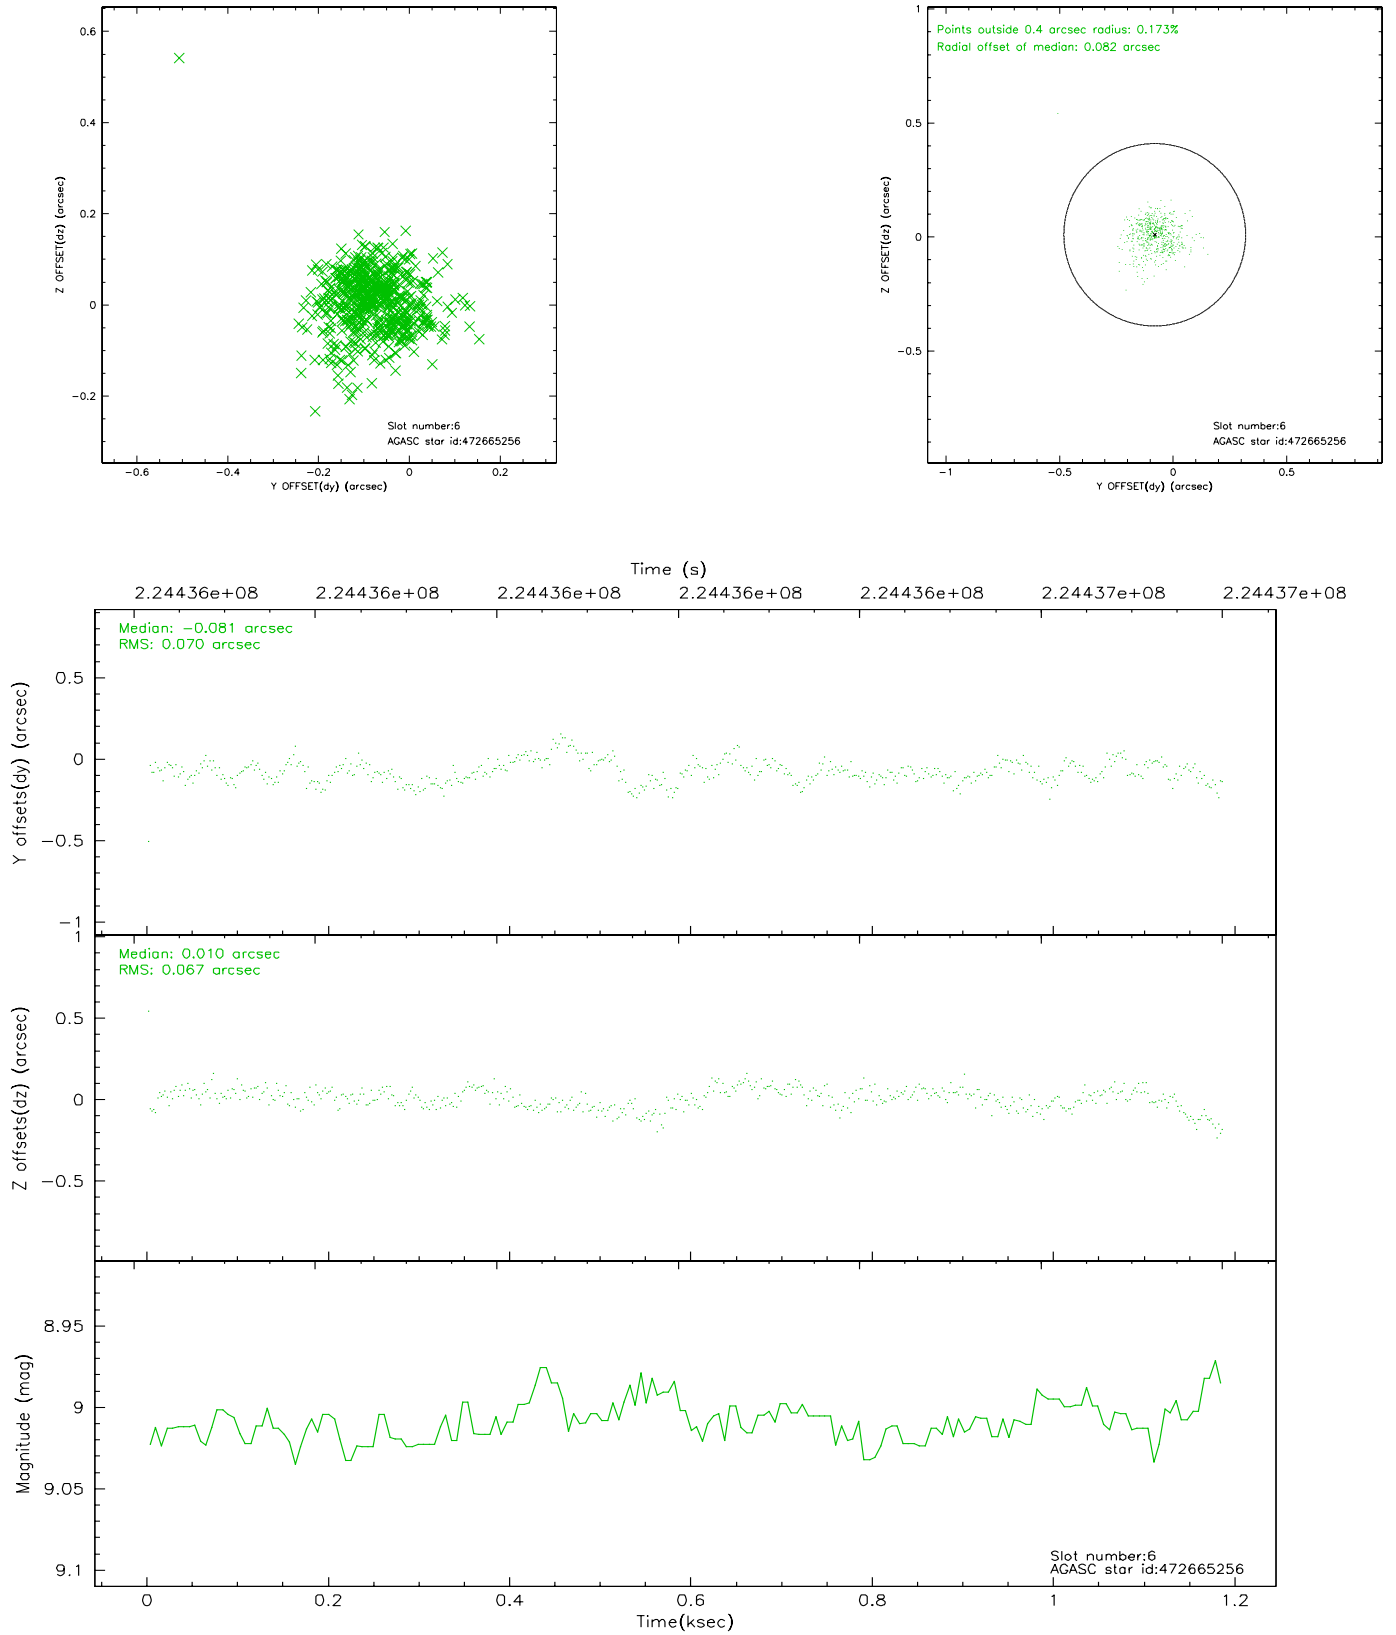 0.6
0.4
0.2
0
−0.2
Z OFFSET(dz) (arcsec)
Slot number:6
AGASC star id:472665256
−0.6 −0.4 −0.2 0 0.2
Y OFFSET(dy) (arcsec)
Points outside 0.4 arcsec radius: 0.173%
Radial offset of median: 0.082 arcsec
1
0.5
0
−0.5
Z OFFSET(dz) (arcsec)
Slot number:6
AGASC star id:472665256
−1 −0.5 0 0.5
Y OFFSET(dy) (arcsec)
Time (s)
2.24436e+08 2.24436e+08 2.24436e+08 2.24436e+08 2.24436e+08 2.24437e+08 2.24437e+08
Median: −0.081 arcsec
RMS: 0.070 arcsec
0.5
0
−0.5
−1
Y offsets(dy) (arcsec)
Median: 0.010 arcsec
RMS: 0.067 arcsec
1
0.5
0
−0.5
Z offsets(dz) (arcsec)
8.95
9
9.05
9.1
Magnitude (mag)
Slot number:6
AGASC star id:472665256
0 0.2 0.4 0.6 0.8 1 1.2
Time(ksec)